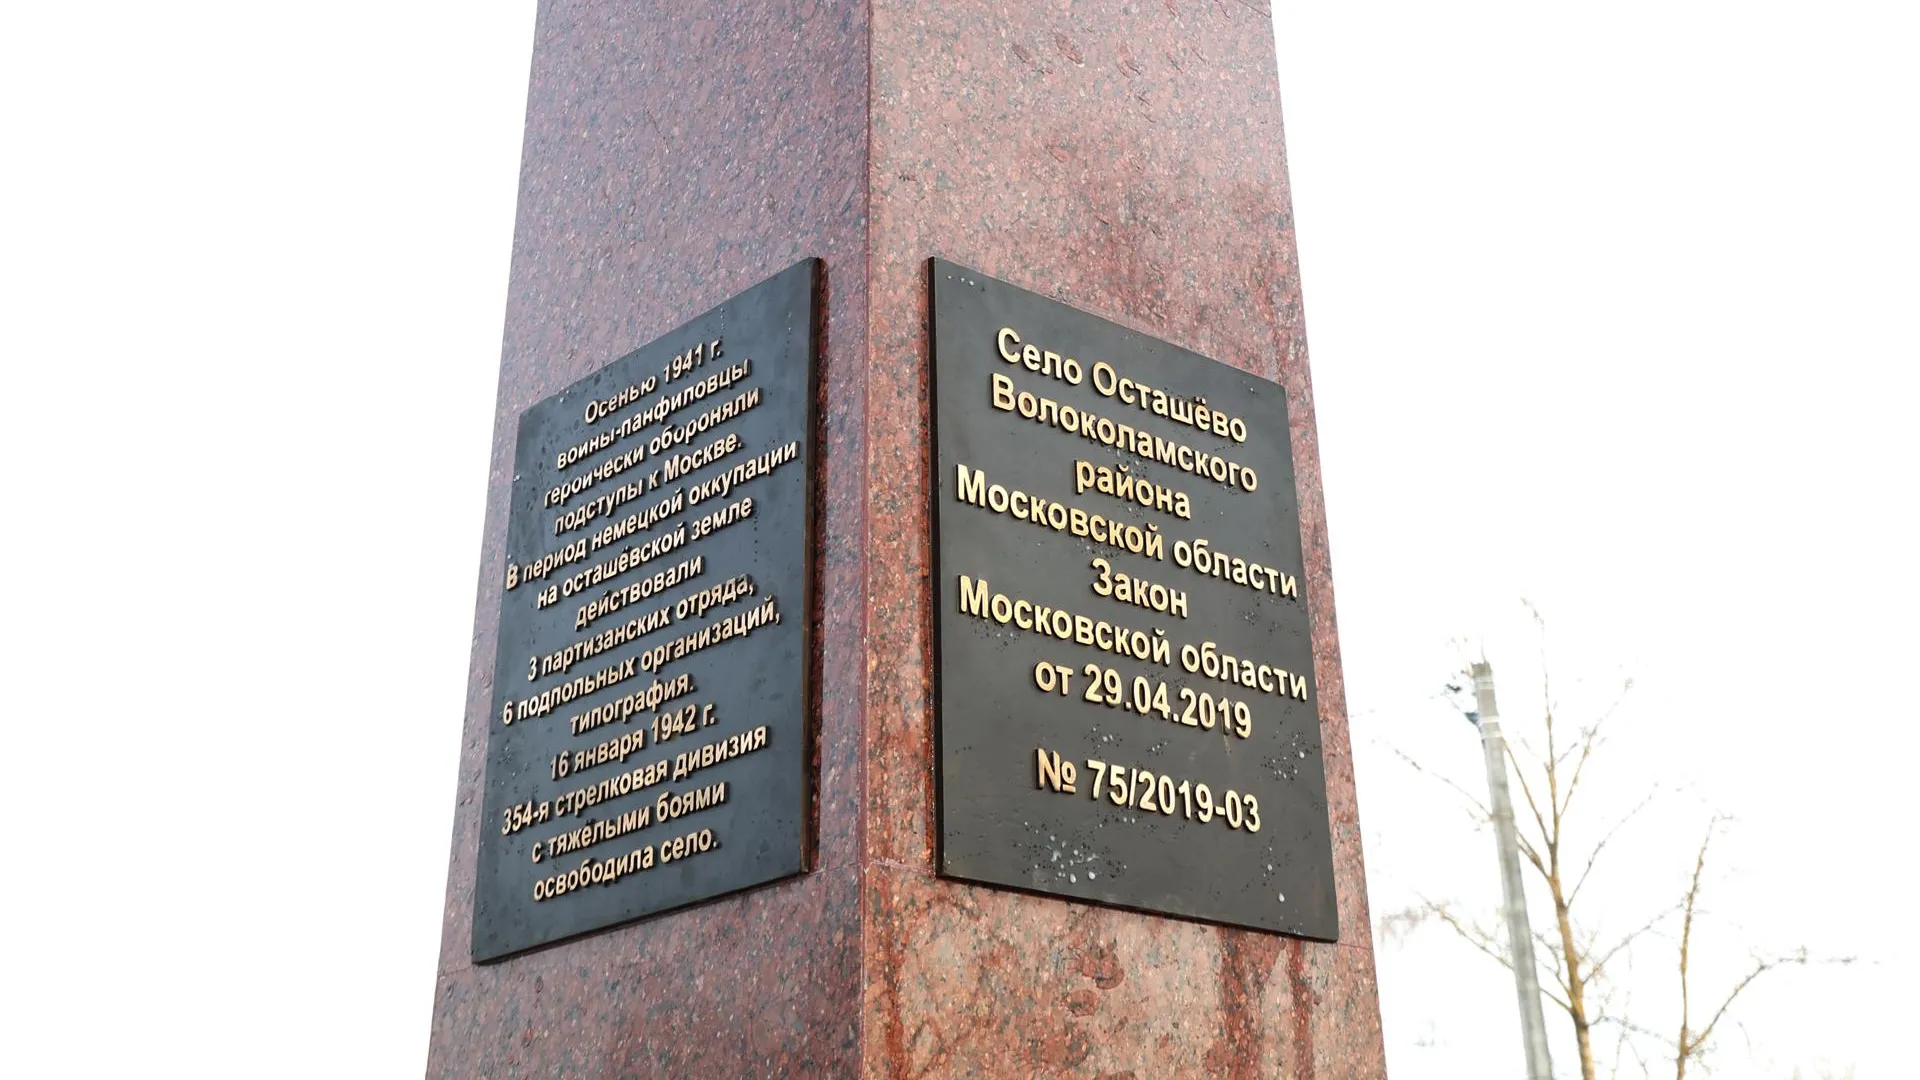 Осенью 1941 г.
воины-панфиловцы
героически обороняли
подступы к Москве.
В период немецкой оккупации
на осташёвской земле
действовали
3 партизанских отряда,
6 подпольных организаций,
типография.
16 января 1942 г.
354-я стрелковая дивизия
с тяжёлыми боями
освободила село.
Село Осташёво
Волоколамского
района
Московской области
Закон
Московской области
от 29.04.2019
№ 75/2019-03